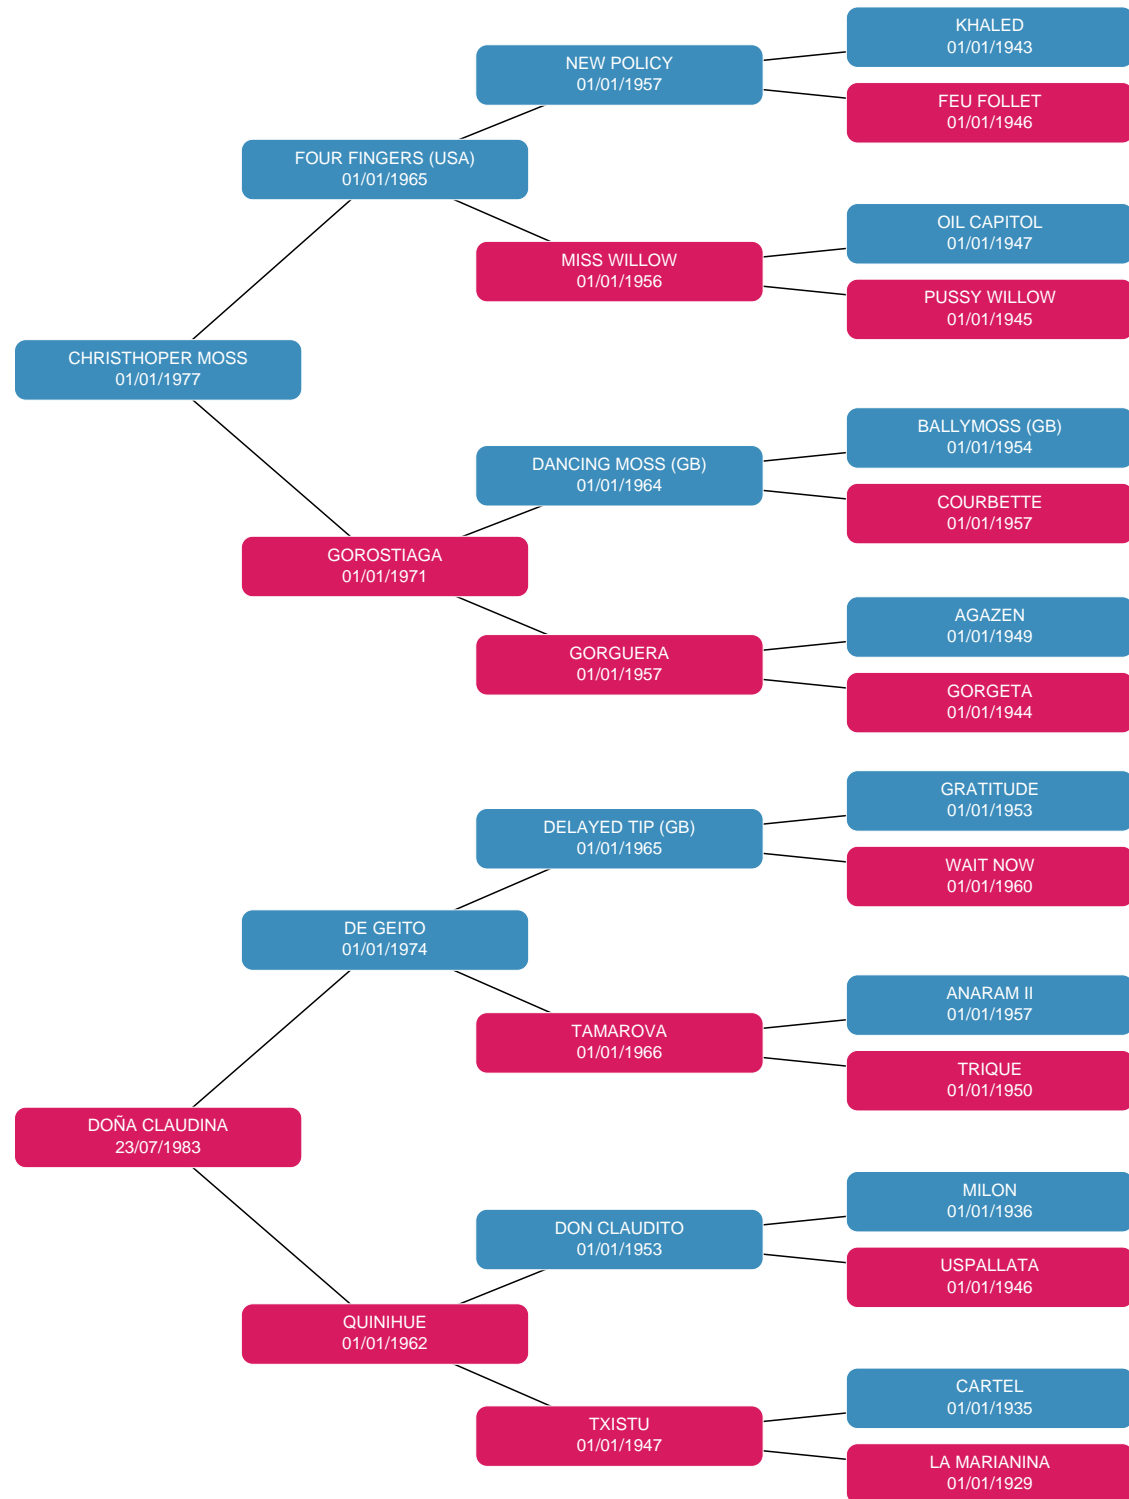 KHALED
01/01/1943
NEW POLICY
01/01/1957
FEU FOLLET
01/01/1946
FOUR FINGERS (USA)
01/01/1965
OIL CAPITOL
01/01/1947
MISS WILLOW
01/01/1956
PUSSY WILLOW
01/01/1945
CHRISTHOPER MOSS
01/01/1977
BALLYMOSS (GB)
01/01/1954
DANCING MOSS (GB)
01/01/1964
COURBETTE
01/01/1957
GOROSTIAGA
01/01/1971
AGAZEN
01/01/1949
GORGUERA
01/01/1957
GORGETA
01/01/1944
GRATITUDE
01/01/1953
DELAYED TIP (GB)
01/01/1965
WAIT NOW
01/01/1960
DE GEITO
01/01/1974
ANARAM II
01/01/1957
TAMAROVA
01/01/1966
TRIQUE
01/01/1950
DOÑA CLAUDINA
23/07/1983
MILON
01/01/1936
DON CLAUDITO
01/01/1953
USPALLATA
01/01/1946
QUINIHUE
01/01/1962
CARTEL
01/01/1935
TXISTU
01/01/1947
LA MARIANINA
01/01/1929